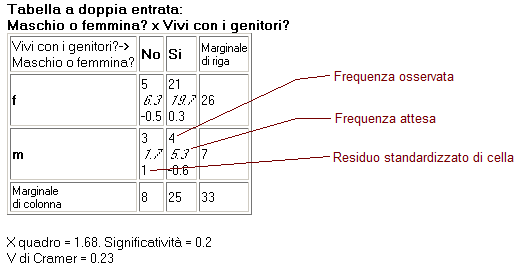 Tabella a doppia entrata:
Maschio o femmina? x Vivi con i genitori?
Vivi con i genitori?->
Maschio o femmina?
No
Si
Marginale
di riga
f
5
6.3
-0.5
21
19.7
0.3
26
m
3
1.7
1
4
5.3
-0.6
7
Marginale
di colonna
8
25
33
Frequenza osservata
Frequenza attesa
Residuo standardizzato di cella
X quadro = 1.68. Significatività = 0.2
V di Cramer = 0.23